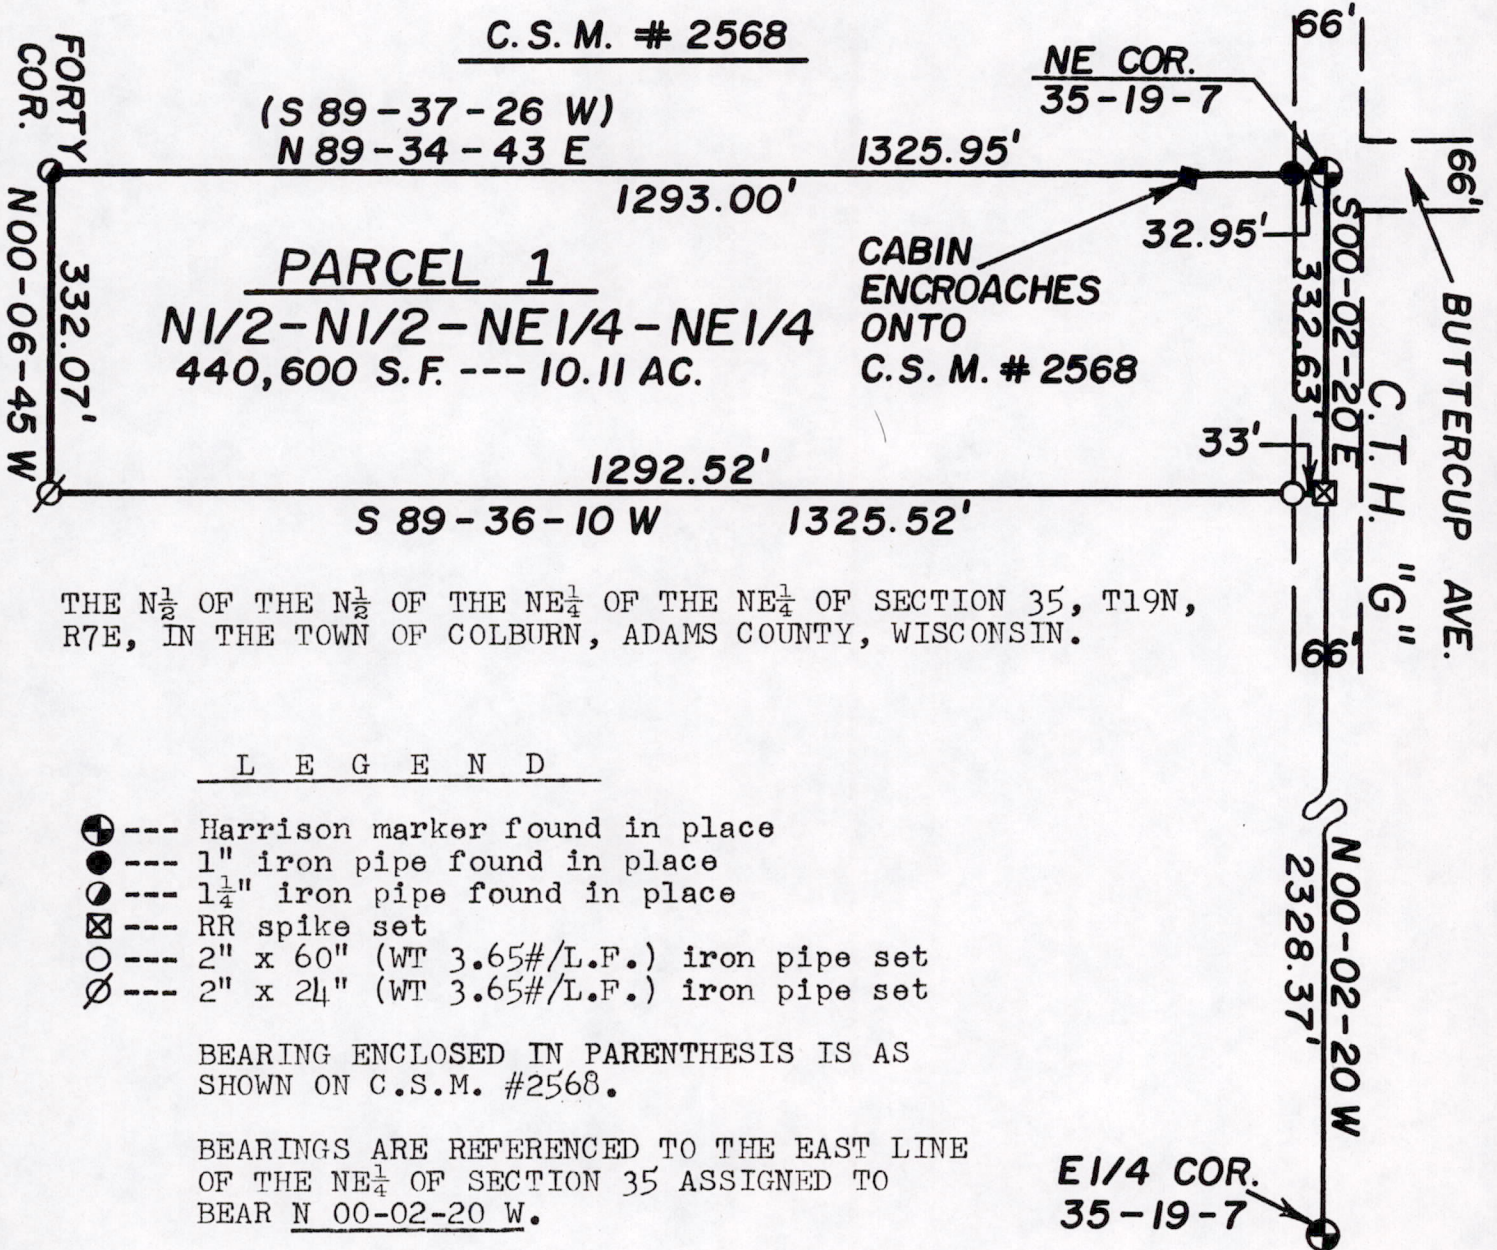 C. S. M. # 2568
66'
NE COR.
35-19-7
FORTY
COR.
(S 89-37-26 W)
N 89-34-43 E
1325.95'
66'
1293.00'
32.95'
CABIN
ENCROACHES
ONTO
C.S.M. # 2568
PARCEL 1
N1/2-N1/2-NE1/4-NE1/4
440,600 S.F. --- 10.11 AC.
N00-06-45 W
332.07'
S00-02-20E
332.63'
C.T.H. "G"
BUTTERCUP AVE.
33'
1292.52'
S 89-36-10 W
1325.52'
THE N½ OF THE N½ OF THE NE¼ OF THE NE¼ OF SECTION 35, T19N,
R7E, IN THE TOWN OF COLBURN, ADAMS COUNTY, WISCONSIN.
66'
L E G E N D
--- Harrison marker found in place
--- 1" iron pipe found in place
--- 1¼" iron pipe found in place
--- RR spike set
--- 2" x 60" (WT 3.65#/L.F.) iron pipe set
--- 2" x 24" (WT 3.65#/L.F.) iron pipe set
N00-02-20 W
2328.37'
BEARING ENCLOSED IN PARENTHESIS IS AS
SHOWN ON C.S.M. #2568.
BEARINGS ARE REFERENCED TO THE EAST LINE
OF THE NE¼ OF SECTION 35 ASSIGNED TO
BEAR N 00-02-20 W.
E1/4 COR.
35-19-7